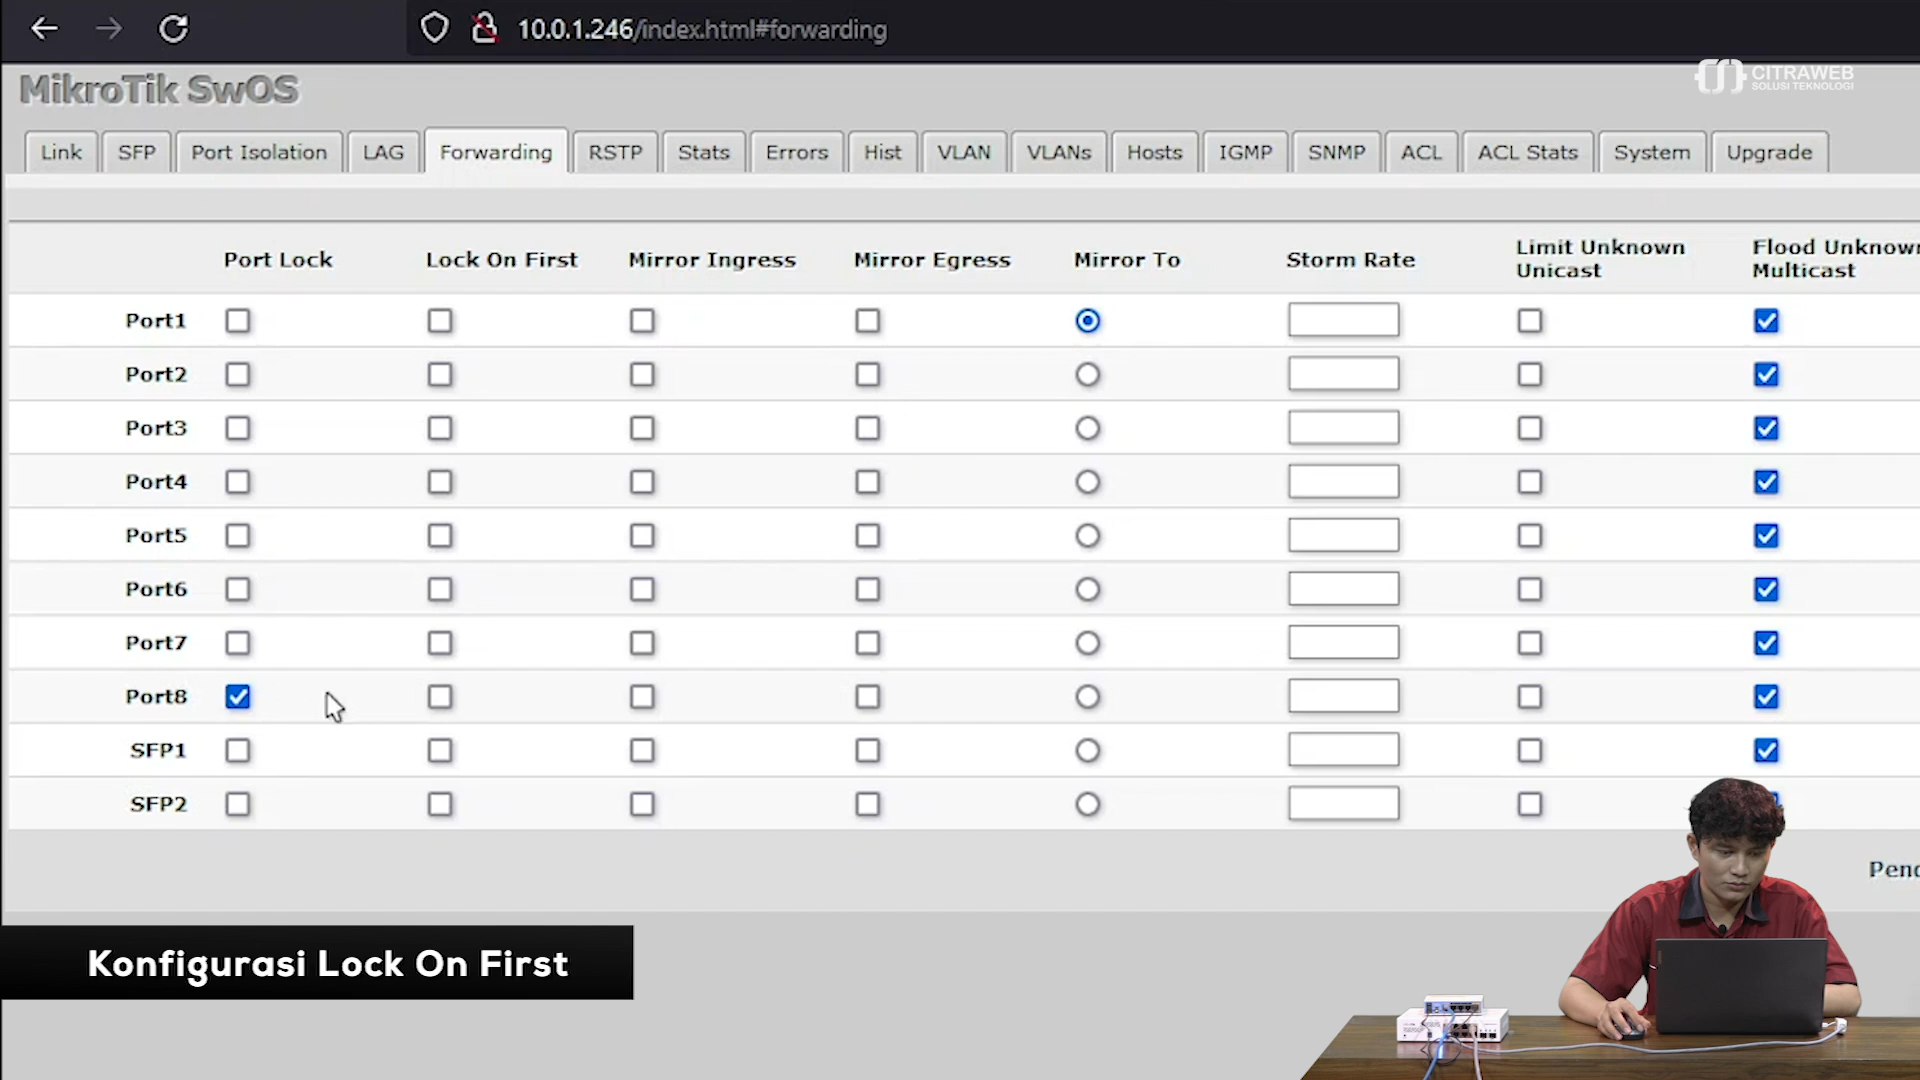 10.0.1.246/index.html#forwarding
MikroTik SwOS
CITRAWEB
SOLUSI TEKNOLOGI
Link SFP Port Isolation LAG Forwarding RSTP Stats Errors Hist VLAN VLANs Hosts IGMP SNMP ACL ACL Stats System Upgrade
Port Lock Lock On First Mirror Ingress Mirror Egress Mirror To Storm Rate Limit Unknown Unicast Flood Unknown Multicast
Port1
Port2
Port3
Port4
Port5
Port6
Port7
Port8
SFP1
SFP2
Konfigurasi Lock On First